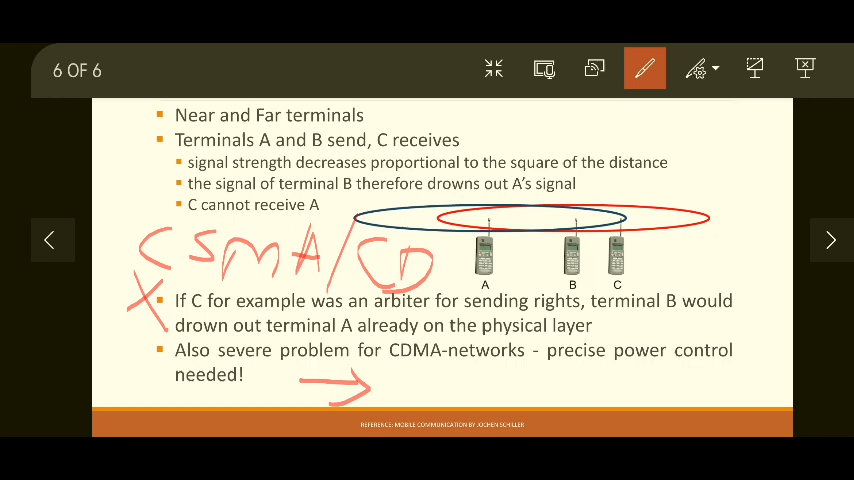 6 OF 6
Near and Far terminals
Terminals A and B send, C receives
signal strength decreases proportional to the square of the distance
the signal of terminal B therefore drowns out A's signal
C cannot receive A
CSMA/CD
A B C
X
If C for example was an arbiter for sending rights, terminal B would
drown out terminal A already on the physical layer
Also severe problem for CDMA-networks - precise power control
needed!
REFERENCE: MOBILE COMMUNICATION BY JOCHEN SCHILLER